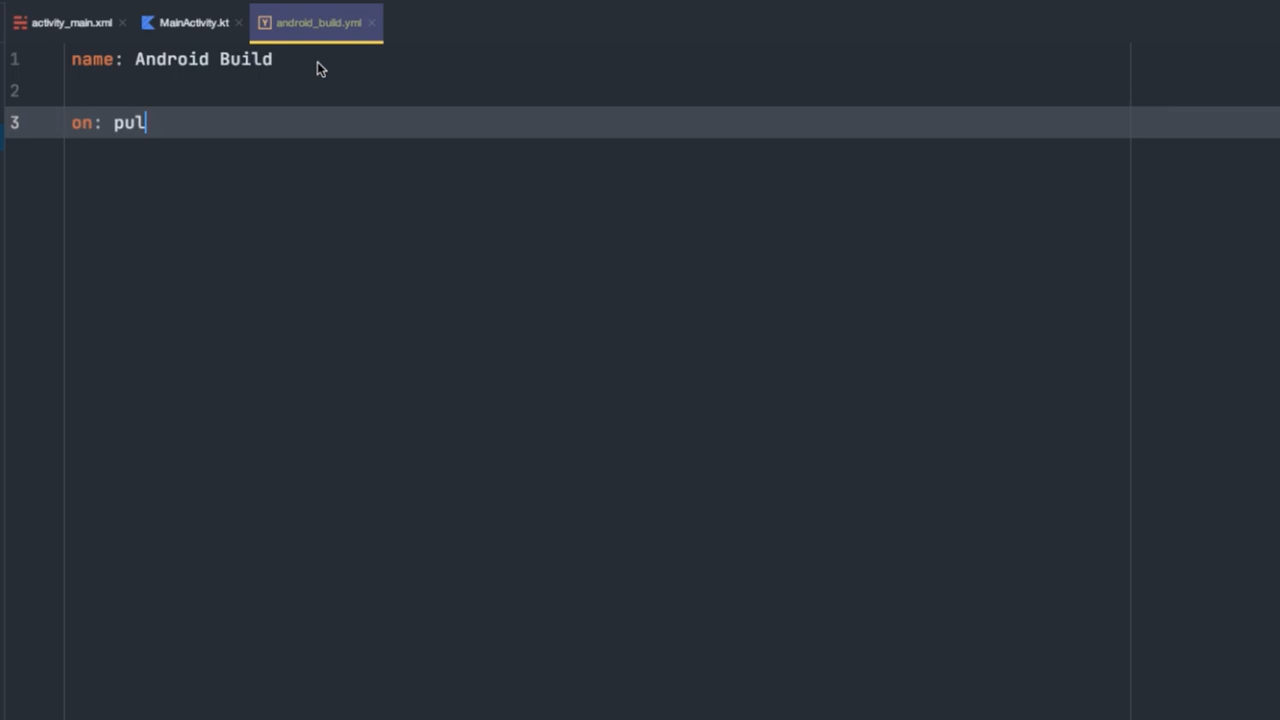 activity_main.xml MainActivity.kt android_build.yml
1 name: Android Build
2
3 on: pul